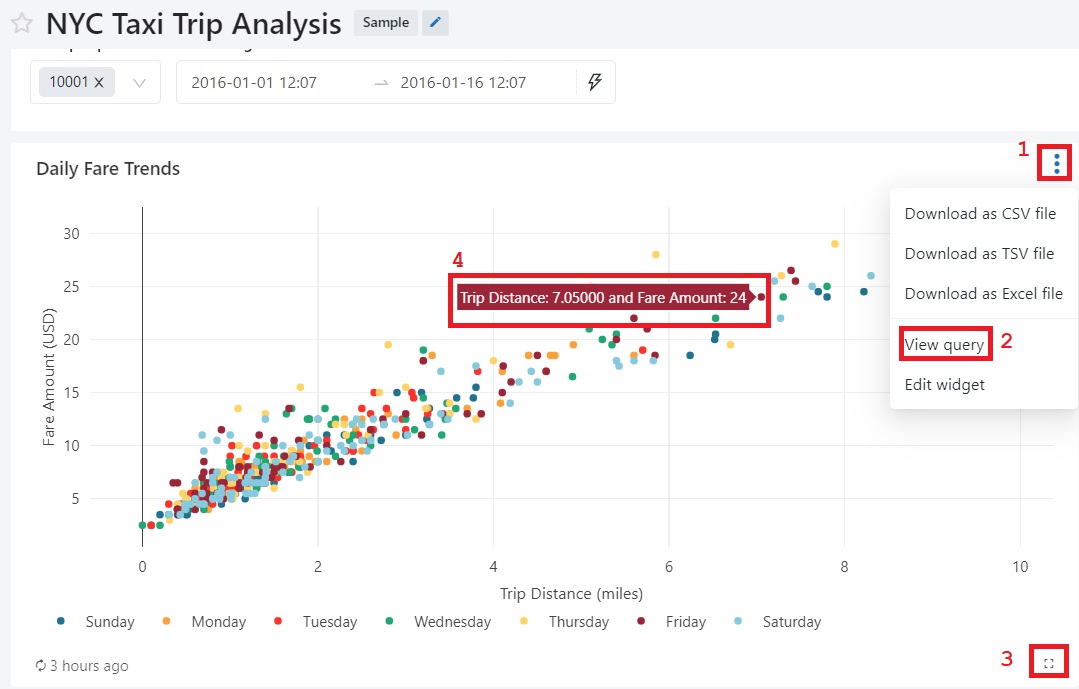 NYC Taxi Trip Analysis Sample
10001 X
2016-01-01 12:07 → 2016-01-16 12:07
Daily Fare Trends
1
Download as CSV file
Download as TSV file
Download as Excel file
View query
2
Edit widget
4
Trip Distance: 7.05000 and Fare Amount: 24
Fare Amount (USD)
30
25
20
15
10
5
0 2 4 6 8 10
Trip Distance (miles)
Sunday Monday Tuesday Wednesday Thursday Friday Saturday
3 hours ago
3